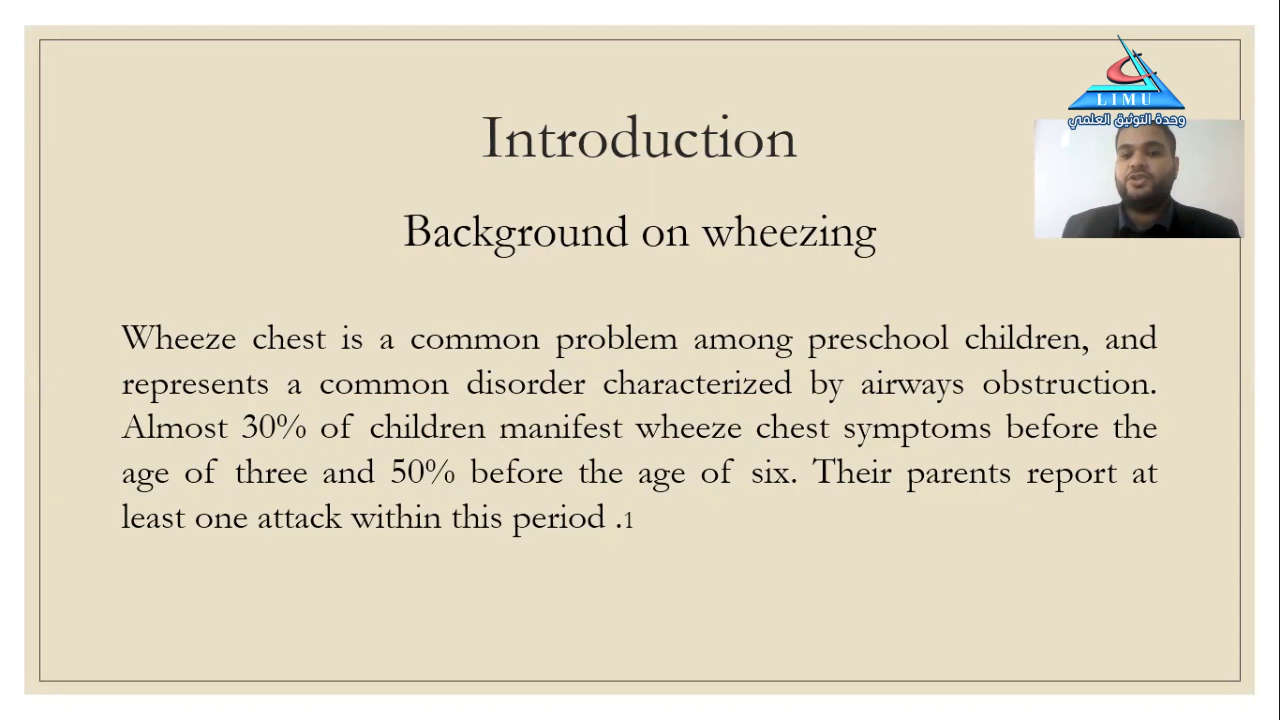 LIMU
وحدة التوثيق العلمي
Introduction
Background on wheezing
Wheeze chest is a common problem among preschool children, and
represents a common disorder characterized by airways obstruction.
Almost 30% of children manifest wheeze chest symptoms before the
age of three and 50% before the age of six. Their parents report at
least one attack within this period .1